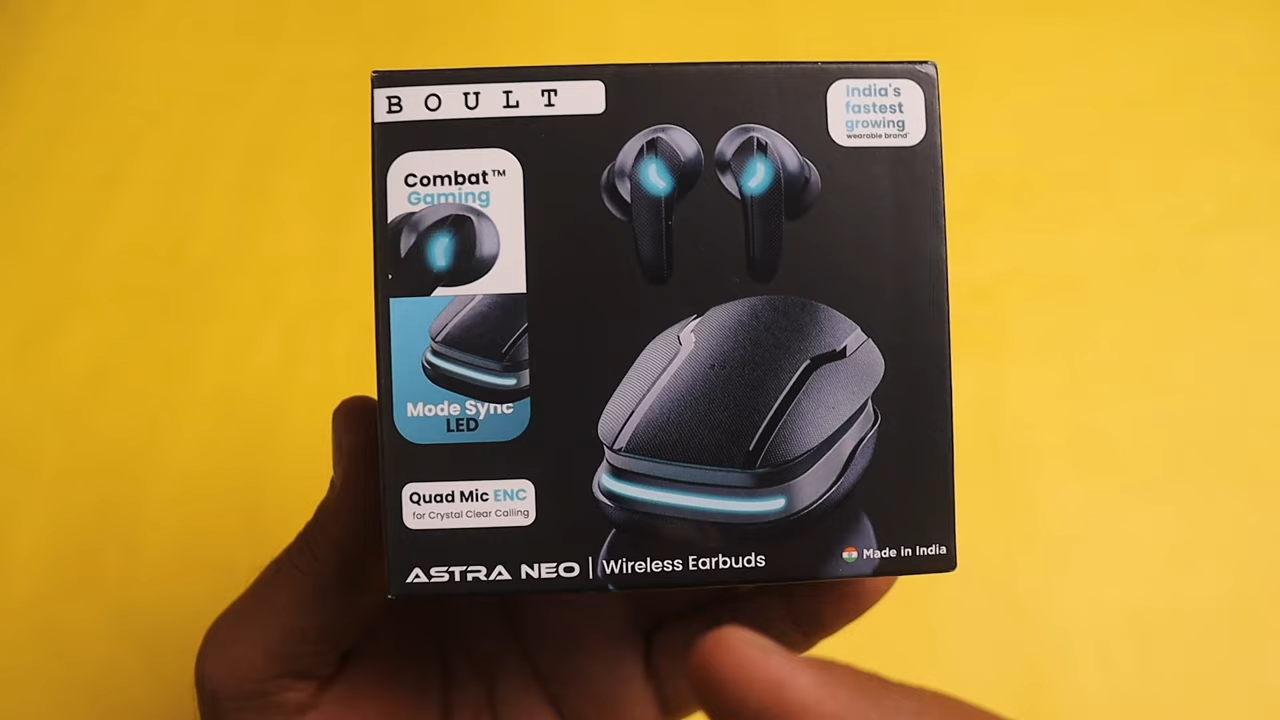 BOULT
India's
fastest
growing
wearable brand*
Combat™
Gaming
Mode Sync
LED
Quad Mic ENC
for Crystal Clear Calling
ASTRA NEO | Wireless Earbuds
Made in India